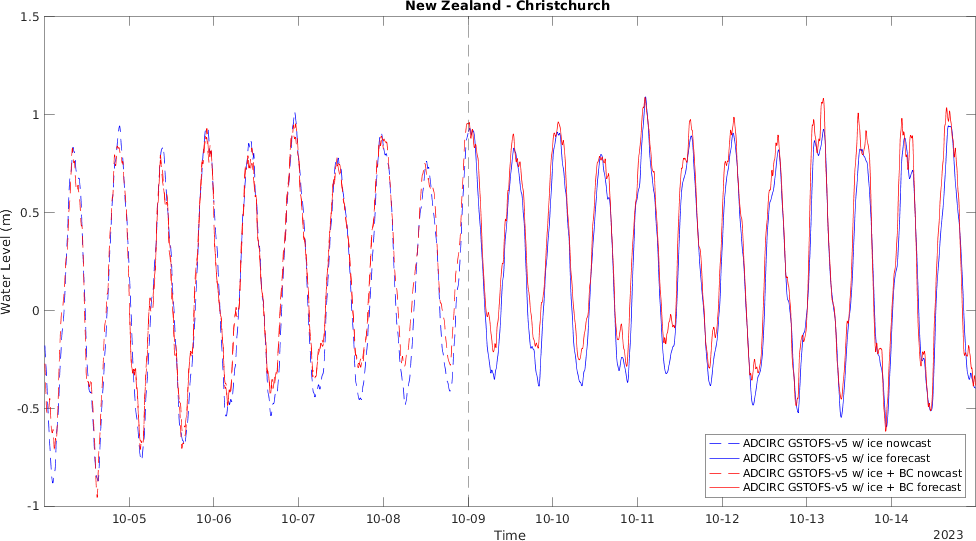 New Zealand - Christchurch
Water Level (m)
1.5
1
0.5
0
-0.5
-1
ADCIRC GSTOFS-v5 w/ ice nowcast
ADCIRC GSTOFS-v5 w/ ice forecast
ADCIRC GSTOFS-v5 w/ ice + BC nowcast
ADCIRC GSTOFS-v5 w/ ice + BC forecast
10-05 10-06 10-07 10-08 10-09 10-10 10-11 10-12 10-13 10-14
Time
2023